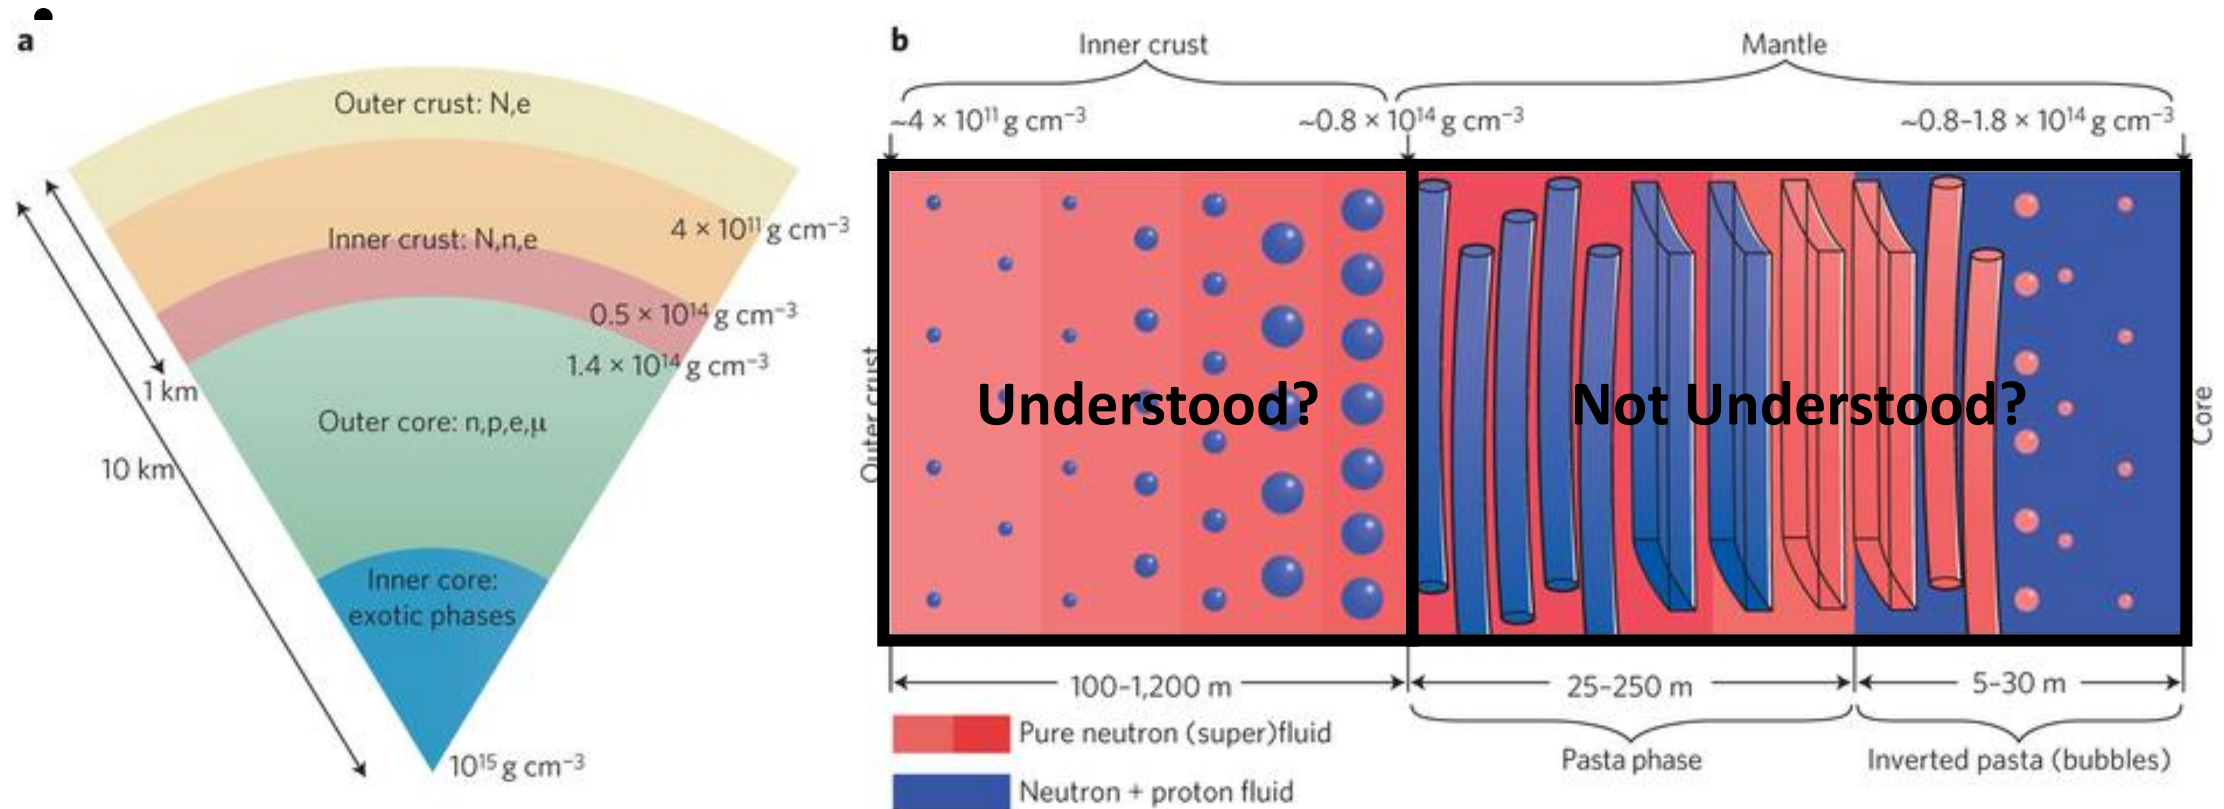 a
Outer crust: N,e
4 × 10¹¹ g cm⁻³
Inner crust: N,n,e
0.5 × 10¹⁴ g cm⁻³
1.4 × 10¹⁴ g cm⁻³
1 km
Outer core: n,p,e,μ
10 km
Inner core:
exotic phases
10¹⁵ g cm⁻³
b
Inner crust
Mantle
~4 × 10¹¹ g cm⁻³
~0.8 × 10¹⁴ g cm⁻³
~0.8–1.8 × 10¹⁴ g cm⁻³
Outer crust
Understood?
Not Understood?
Core
100–1,200 m
25–250 m
5–30 m
Pure neutron (super)fluid
Neutron + proton fluid
Pasta phase
Inverted pasta (bubbles)